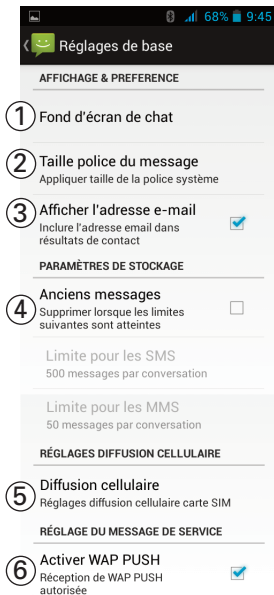 68% 9:45
Réglages de base
AFFICHAGE & PREFERENCE
1 Fond d'écran de chat
2 Taille police du message
Appliquer taille de la police système
3 Afficher l'adresse e-mail
Inclure l'adresse email dans
résultats de contact
PARAMÈTRES DE STOCKAGE
4 Anciens messages
Supprimer lorsque les limites
suivantes sont atteintes
Limite pour les SMS
500 messages par conversation
Limite pour les MMS
50 messages par conversation
RÉGLAGES DIFFUSION CELLULAIRE
5 Diffusion cellulaire
Réglages diffusion cellulaire carte SIM
RÉGLAGE DU MESSAGE DE SERVICE
6 Activer WAP PUSH
Réception de WAP PUSH
autorisée